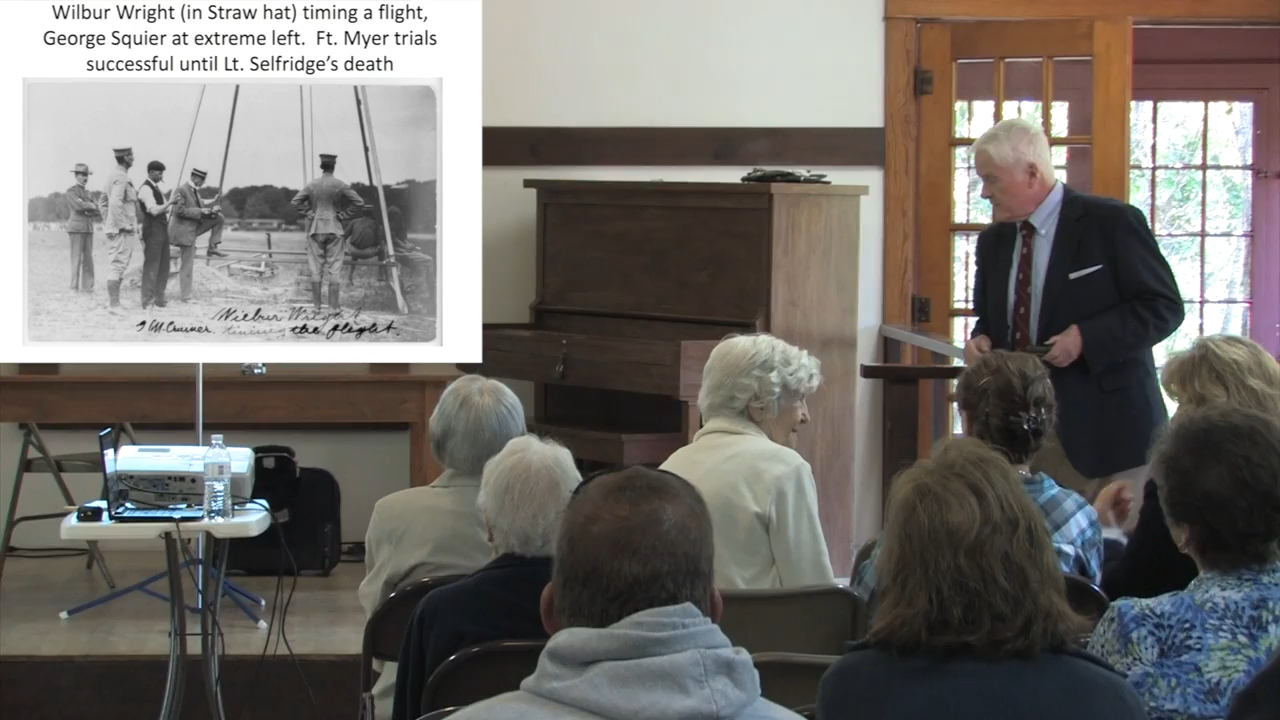 Wilbur Wright (in Straw hat) timing a flight,
George Squier at extreme left.  Ft. Myer trials
successful until Lt. Selfridge's death
Wilbur Wright
timing the flight.